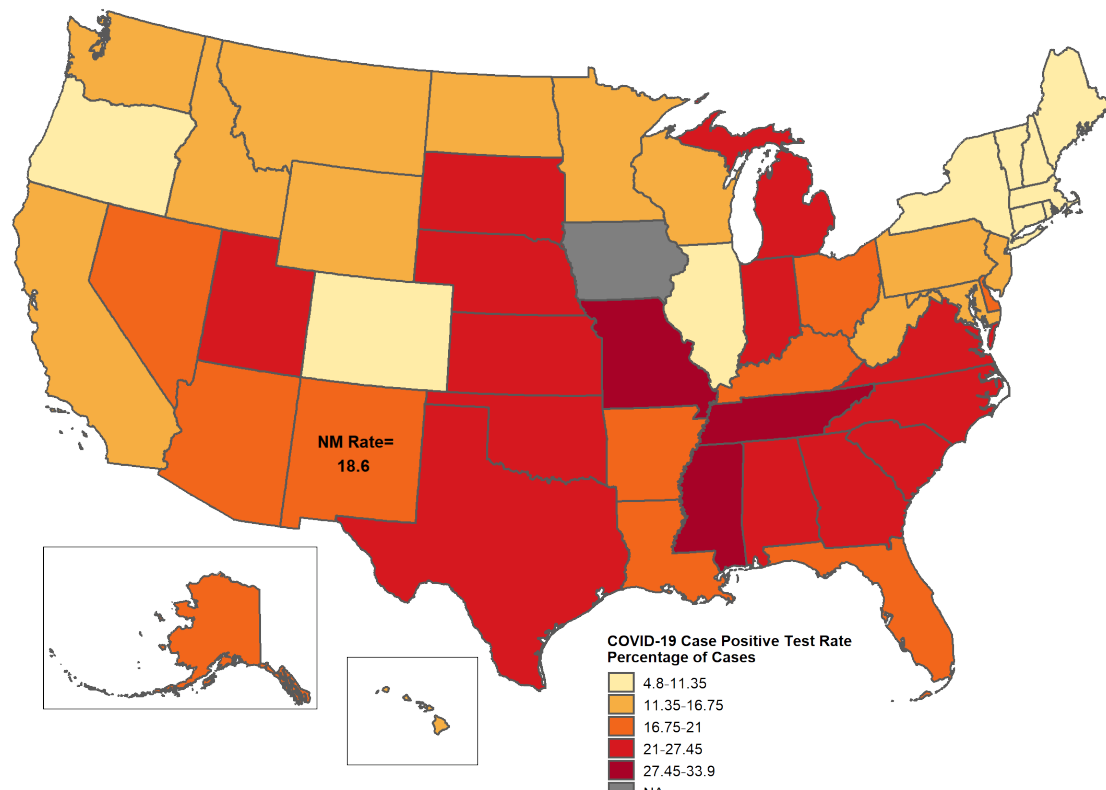 NM Rate=
18.6
COVID-19 Case Positive Test Rate
Percentage of Cases
4.8-11.35
11.35-16.75
16.75-21
21-27.45
27.45-33.9